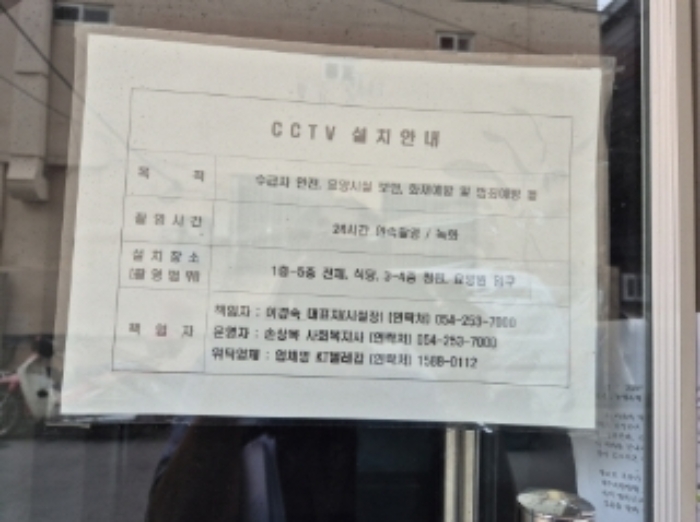 CCTV 설치안내
목 적 수급자 안전, 요양시설 보안, 화재예방 및 범죄예방 등
촬영시간 24시간 연속촬영 / 녹화
설치장소
(촬영범위) 1층-5층 전체, 식당, 3-4층 침실, 요양원 입구
책임자 책임자 : 이경숙 대표자(시설장) (연락처) 054-253-7000
운영자 : 손상복 사회복지사 (연락처) 054-253-7000
위탁업체 : 업체명 KT텔레캅 (연락처) 1588-0112